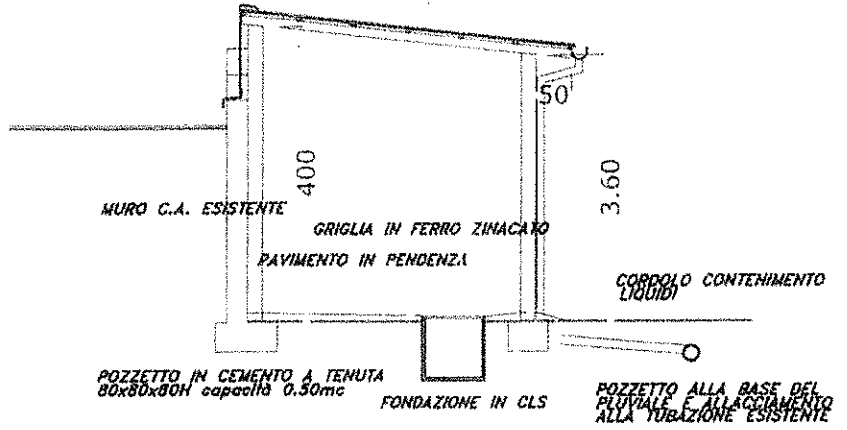 50
400
3.60
MURO C.A. ESISTENTE
GRIGLIA IN FERRO ZINACATO
PAVIMENTO IN PENDENZA
CORDOLO CONTENIMENTO
LIQUIDI
POZZETTO IN CEMENTO A TENUTA
80x80x80H capacità 0.50mc
FONDAZIONE IN CLS
POZZETTO ALLA BASE DEL
PLUVIALE E ALLACCIAMENTO
ALLA TUBAZIONE ESISTENTE